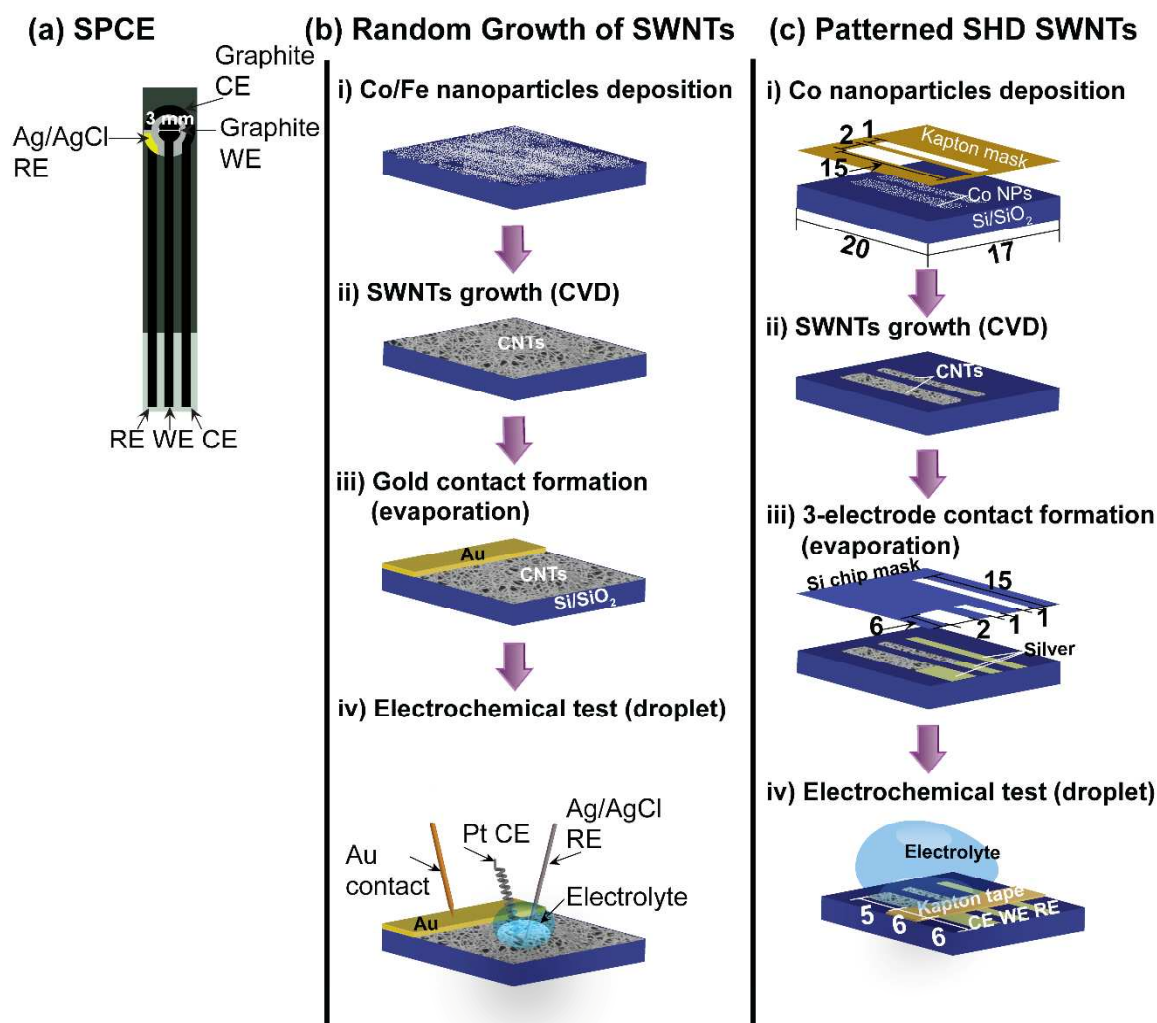 (a) SPCE
Graphite
CE
3 mm
Graphite
WE
Ag/AgCl
RE
RE WE CE
(b) Random Growth of SWNTs
i) Co/Fe nanoparticles deposition
ii) SWNTs growth (CVD)
CNTs
iii) Gold contact formation
(evaporation)
Au
CNTs
Si/SiO₂
iv) Electrochemical test (droplet)
Ag/AgCl
RE
Pt CE
Au
contact
Electrolyte
Au
(c) Patterned SHD SWNTs
i) Co nanoparticles deposition
2 1
Kapton mask
15
Co NPs
Si/SiO₂
20
17
ii) SWNTs growth (CVD)
CNTs
iii) 3-electrode contact formation
(evaporation)
Si chip mask
15
6
2 1 1
Silver
iv) Electrochemical test (droplet)
Electrolyte
Kapton tape
5 6 6
CE WE RE